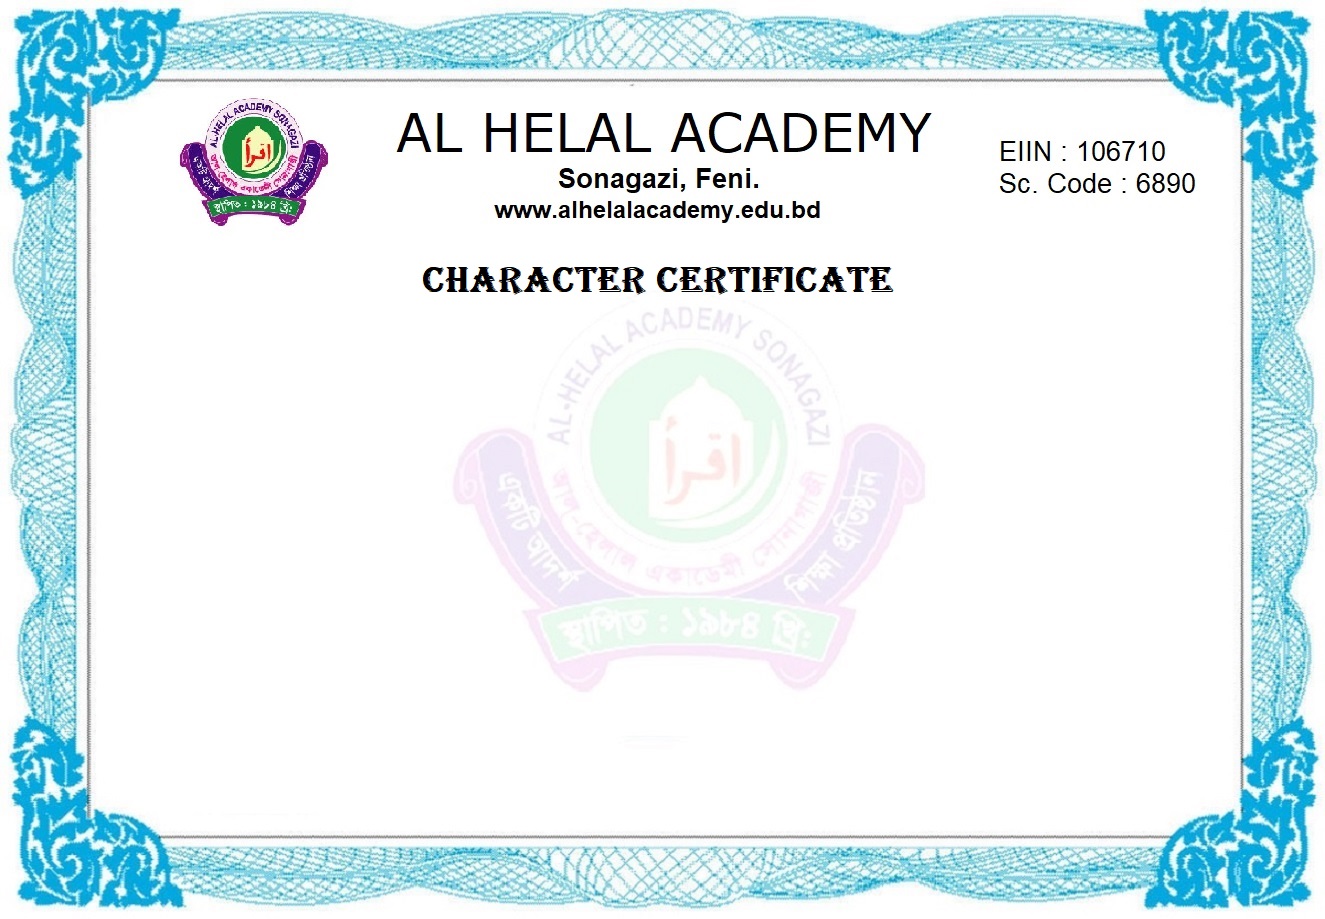 AL-HELAL ACADEMY SONAGAZI
اقرأ
আল-হেলাল একাডেমী সোনাগাজী
একটি আদর্শ
শিক্ষা প্রতিষ্ঠান
স্থাপিত : ১৯৮৪ খ্রি:
AL HELAL ACADEMY
Sonagazi, Feni.
www.alhelalacademy.edu.bd
EIIN : 106710
Sc. Code : 6890
CHARACTER CERTIFICATE
AL-HELAL ACADEMY SONAGAZI
اقرأ
আল-হেলাল একাডেমী সোনাগাজী
একটি আদর্শ
শিক্ষা প্রতিষ্ঠান
স্থাপিত : ১৯৮৪ খ্রি: